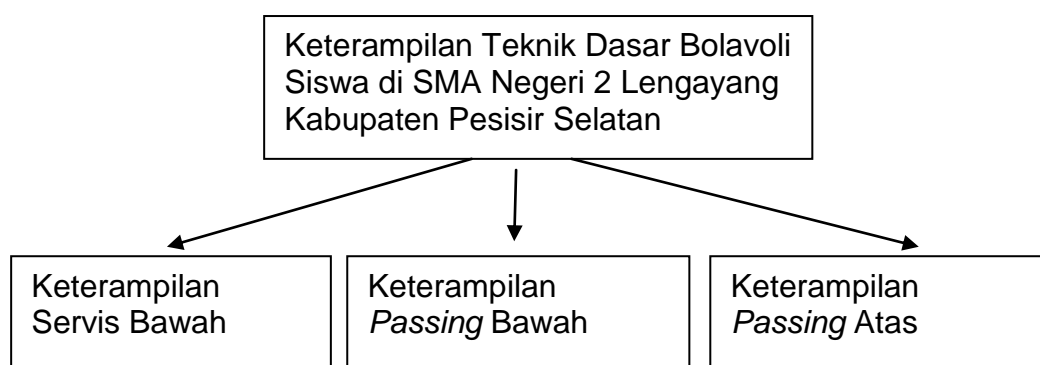 Keterampilan Teknik Dasar Bolavoli
Siswa di SMA Negeri 2 Lengayang
Kabupaten Pesisir Selatan
Keterampilan
Servis Bawah
Keterampilan
Passing Bawah
Keterampilan
Passing Atas